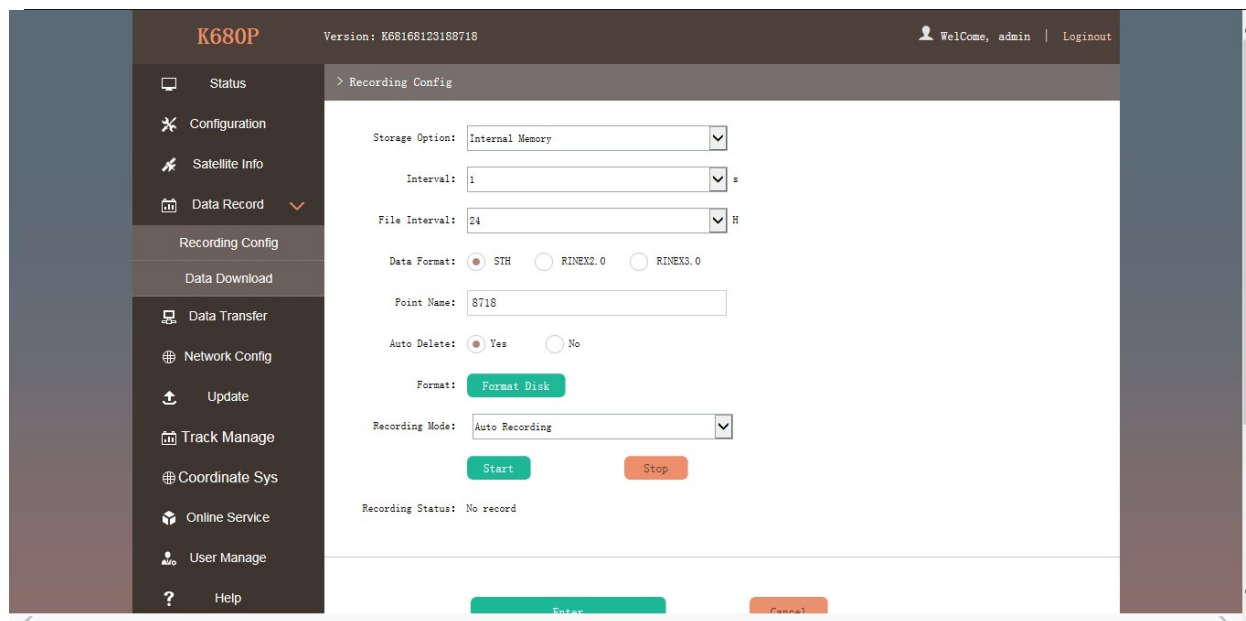 K680P
Version: K68168123188718
WelCome, admin | Loginout
Status
Configuration
Satellite Info
Data Record
Recording Config
Data Download
Data Transfer
Network Config
Update
Track Manage
Coordinate Sys
Online Service
User Manage
? Help
> Recording Config
Storage Option: Internal Memory
Interval: 1 s
File Interval: 24 H
Data Format: STH RINEX2.0 RINEX3.0
Point Name: 8718
Auto Delete: Yes No
Format: Format Disk
Recording Mode: Auto Recording
Start Stop
Recording Status: No record
Enter Cancel